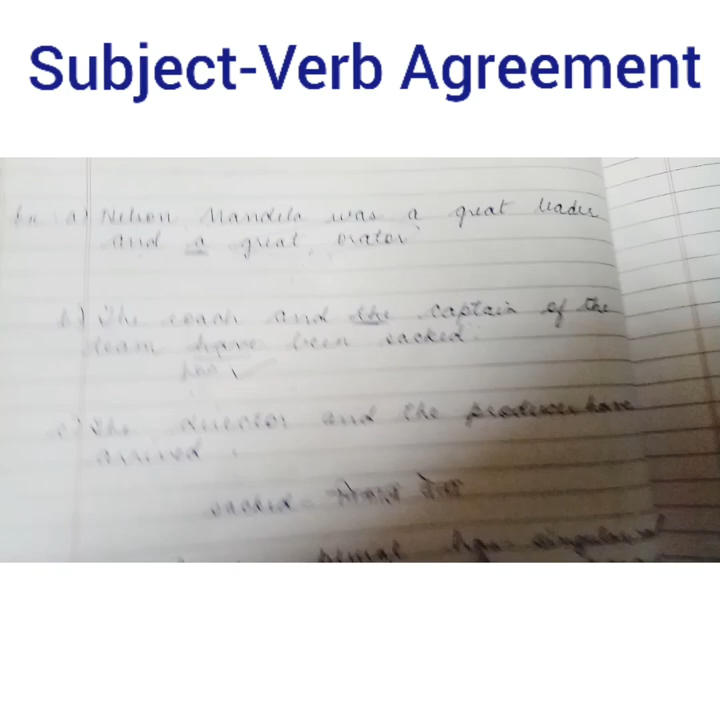 Subject-Verb Agreement
a) Nelson Mandela was a great leader
and a great orator
b) The coach and the captain of the
team have been sacked.
c) The director and the producer have
arrived.
sacked =